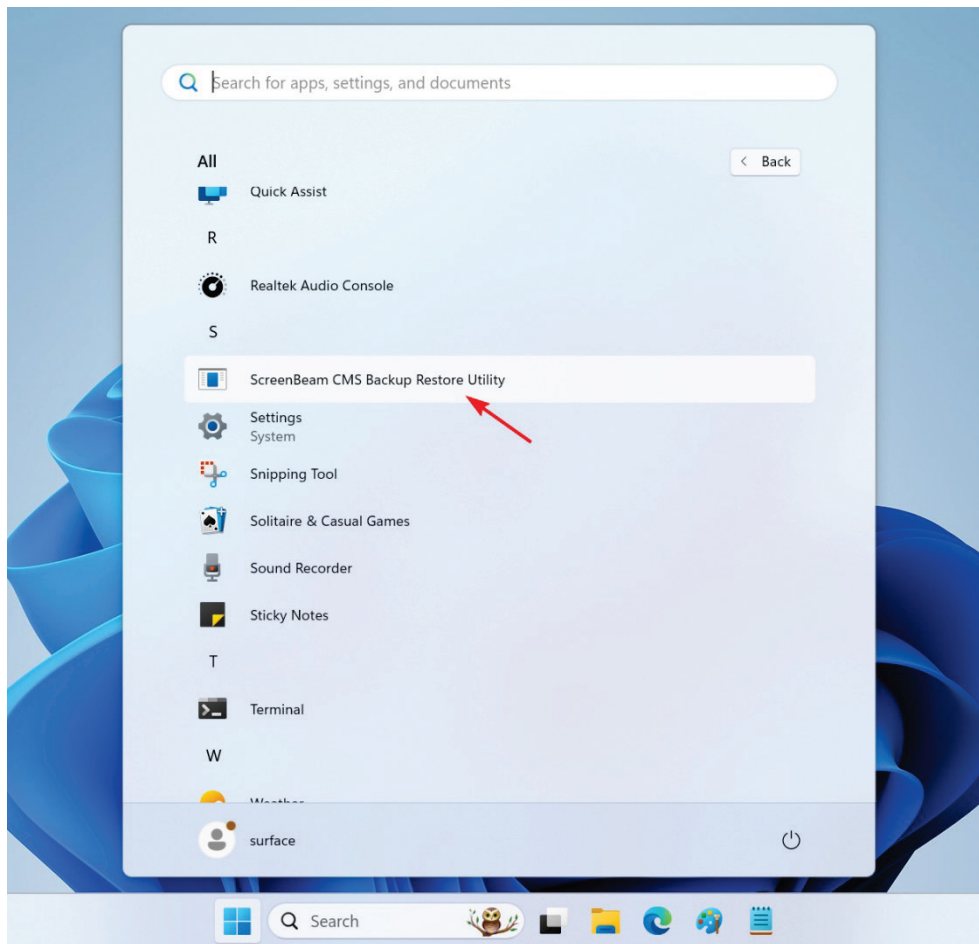 Search for apps, settings, and documents
All
Back
Quick Assist
R
Realtek Audio Console
S
ScreenBeam CMS Backup Restore Utility
Settings
System
Snipping Tool
Solitaire & Casual Games
Sound Recorder
Sticky Notes
T
Terminal
W
Weather
surface
Search